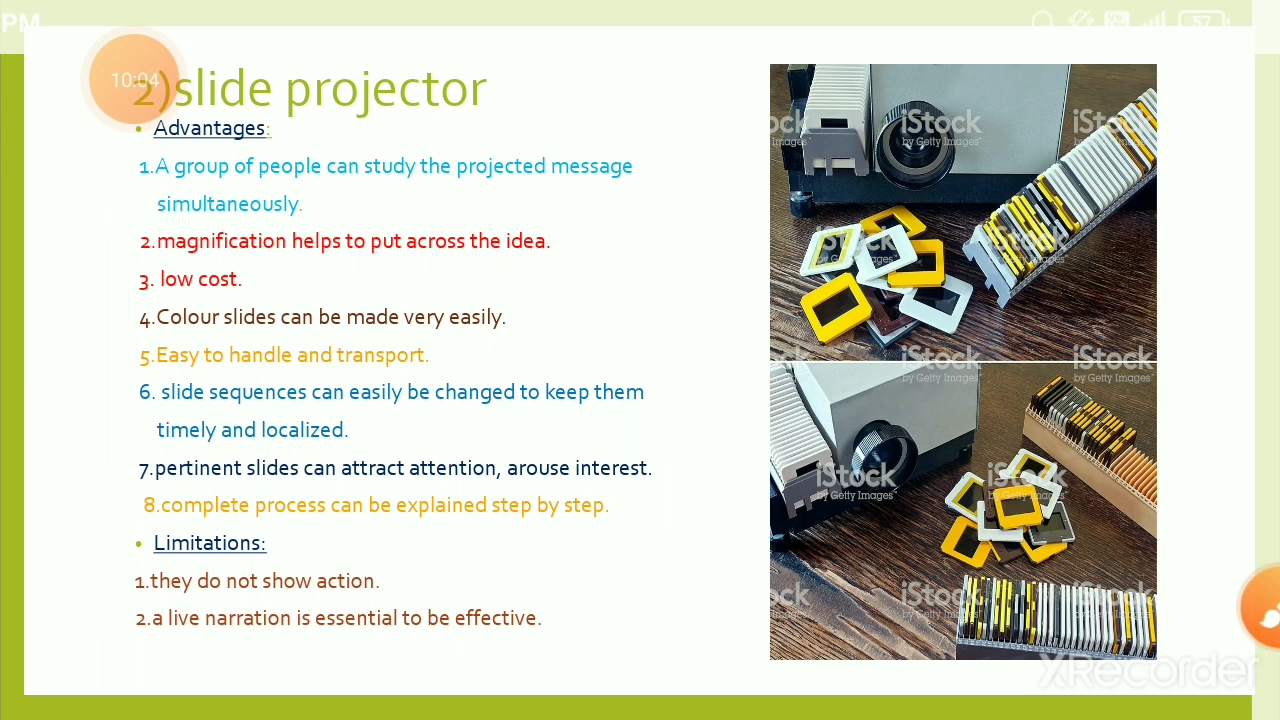 PM
57
10:04
2)slide projector
• Advantages:
1.A group of people can study the projected message
simultaneously.
2.magnification helps to put across the idea.
3. low cost.
4.Colour slides can be made very easily.
5.Easy to handle and transport.
6. slide sequences can easily be changed to keep them
timely and localized.
7.pertinent slides can attract attention, arouse interest.
8.complete process can be explained step by step.
• Limitations:
1.they do not show action.
2.a live narration is essential to be effective.
iStock
by Getty Images
XRecorder